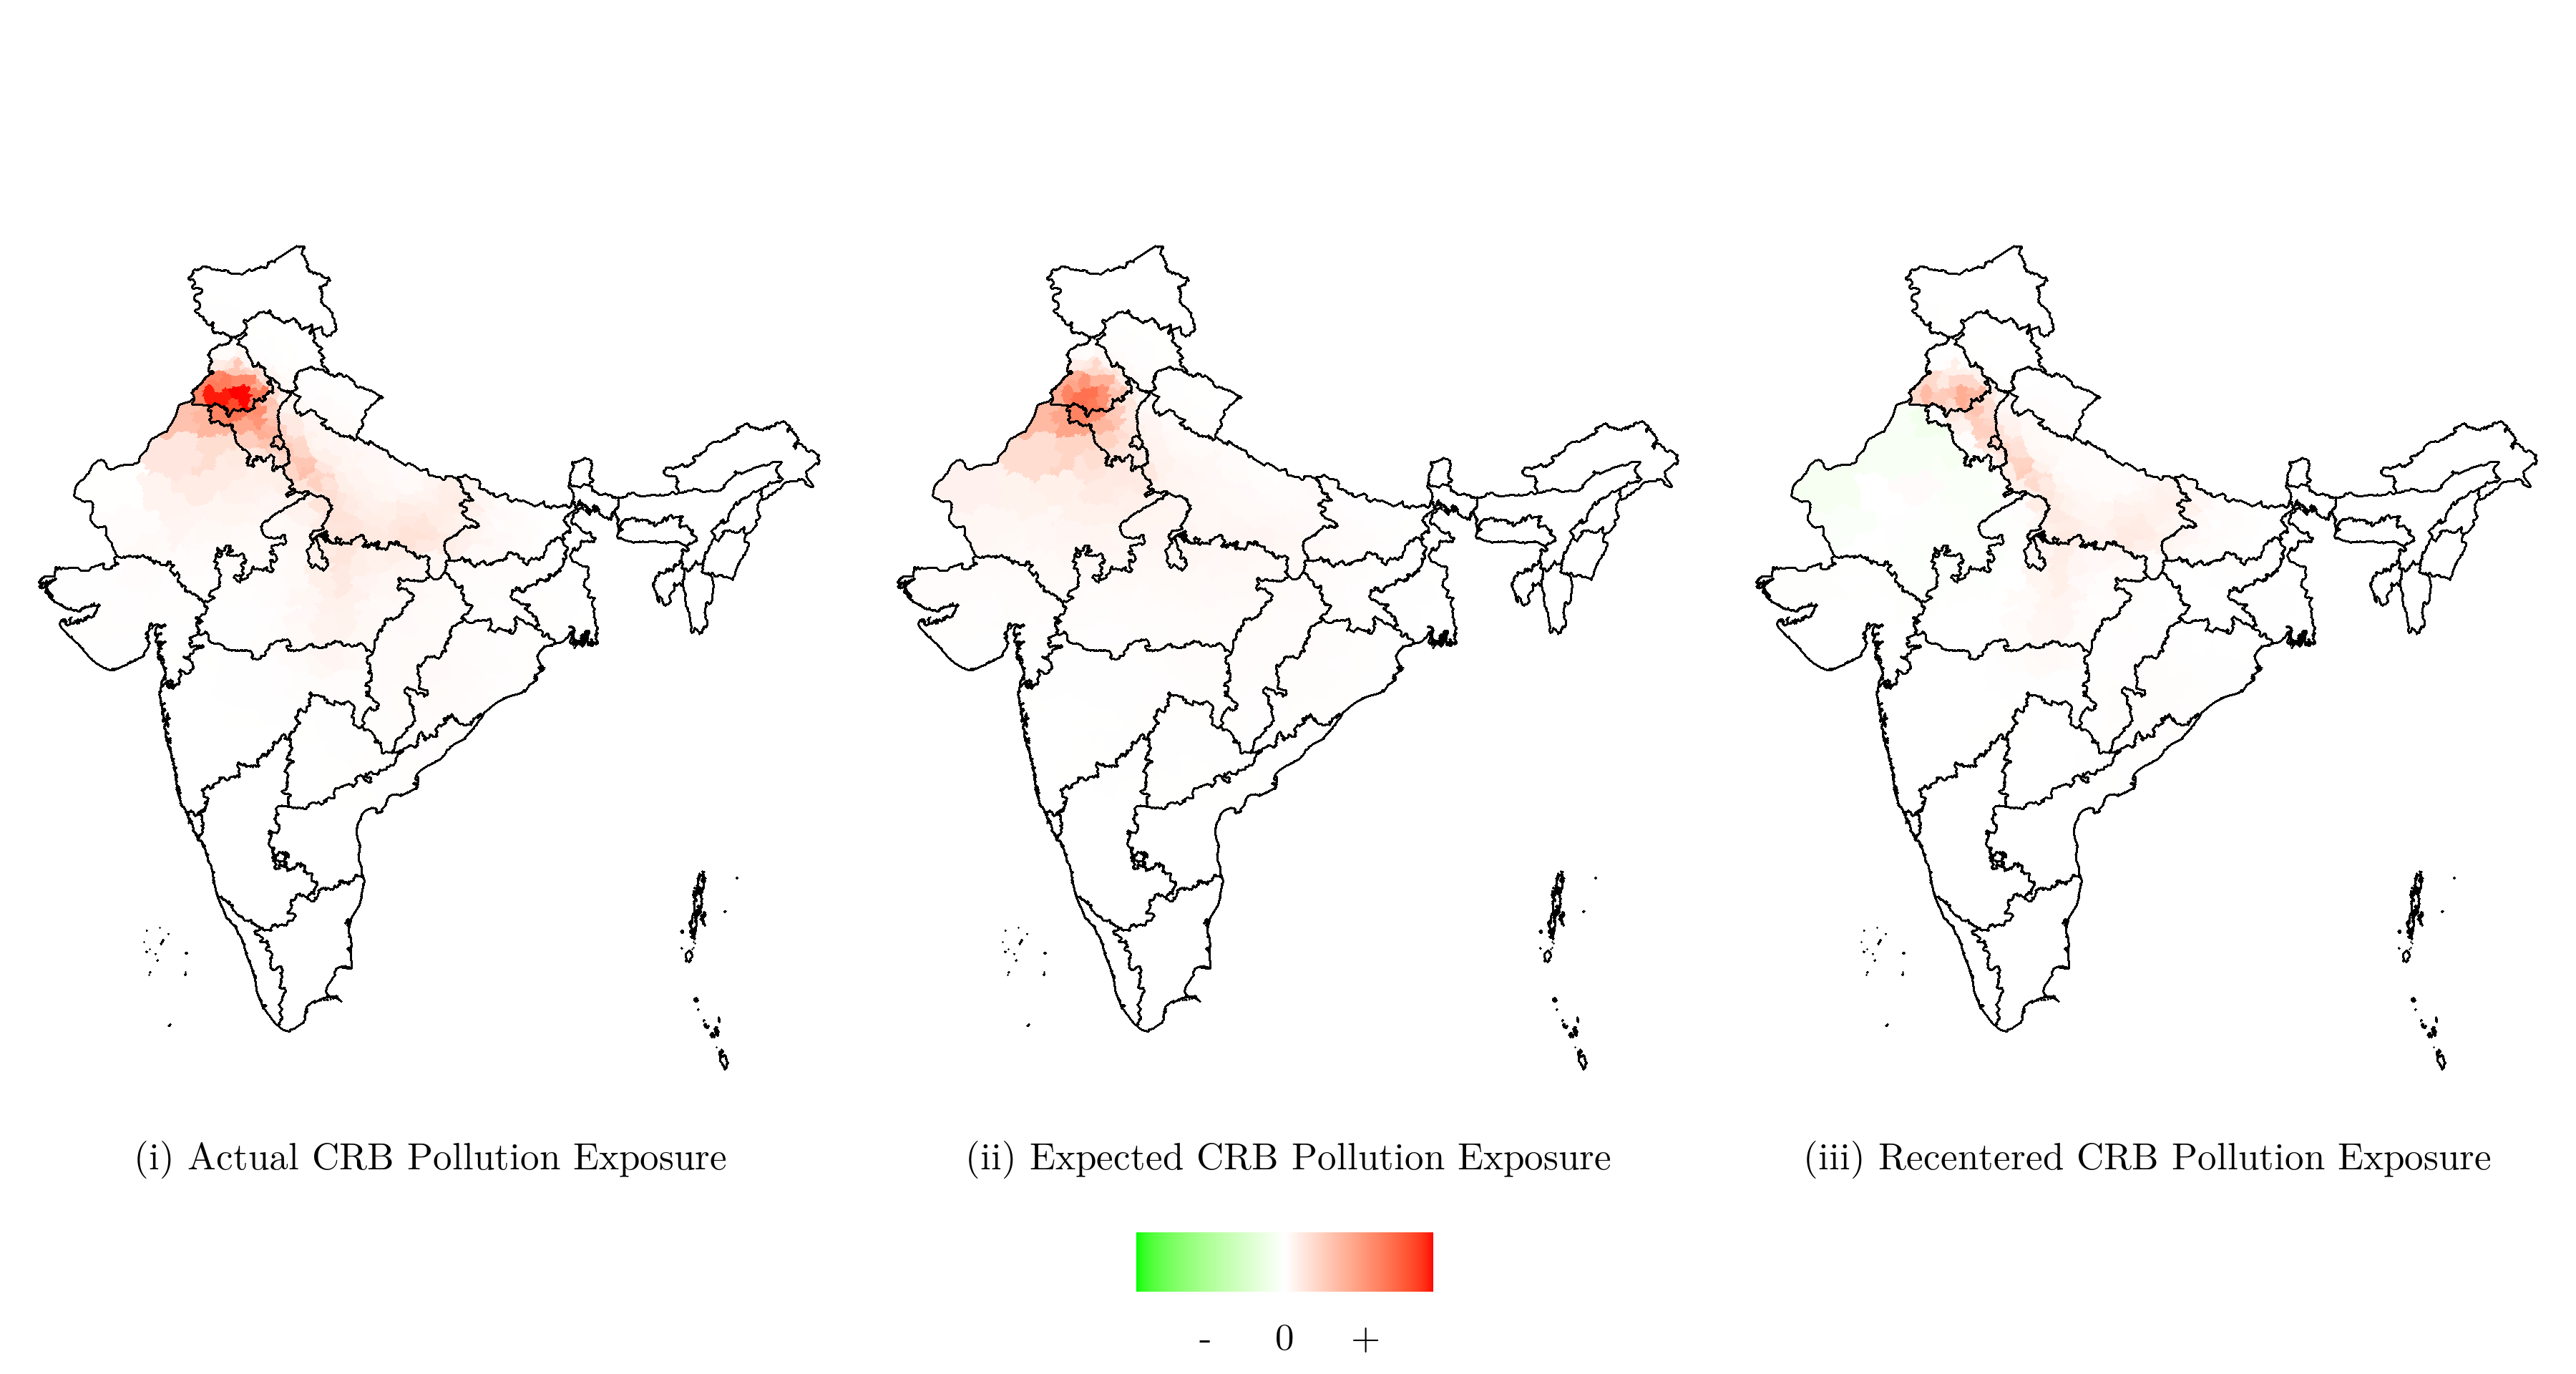 (i) Actual CRB Pollution Exposure
(ii) Expected CRB Pollution Exposure
(iii) Recentered CRB Pollution Exposure
- 0 +